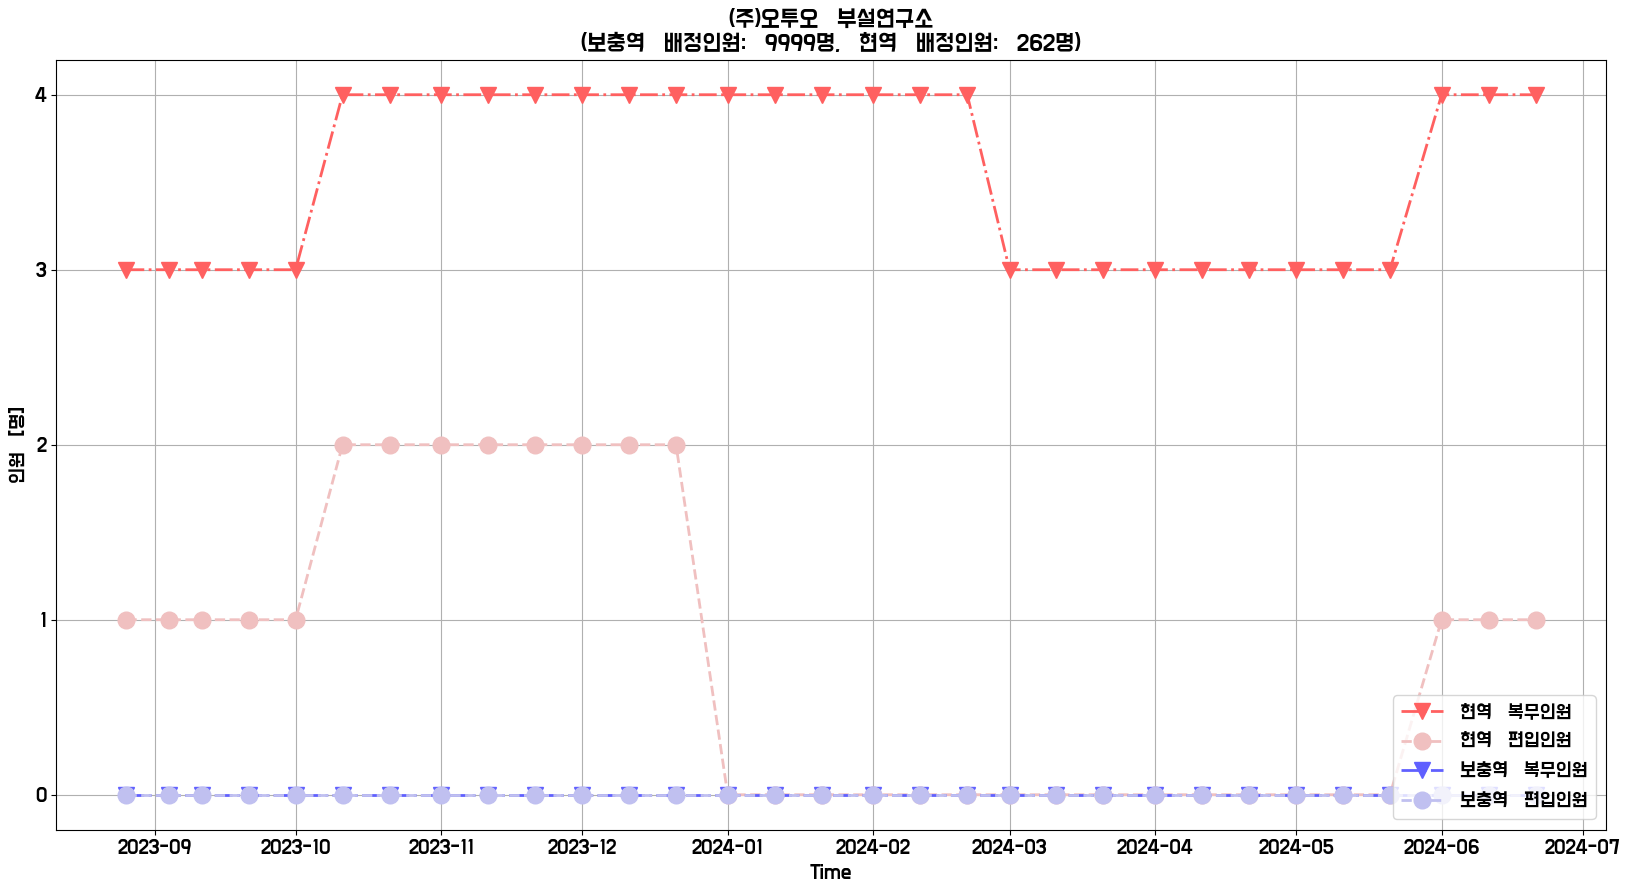 (주)오투오 부설연구소
(보충역 배정인원: 9999명, 현역 배정인원: 262명)
인원 [명]
4
3
2
1
0
현역 복무인원
현역 편입인원
보충역 복무인원
보충역 편입인원
2023-09 2023-10 2023-11 2023-12 2024-01 2024-02 2024-03 2024-04 2024-05 2024-06 2024-07
Time